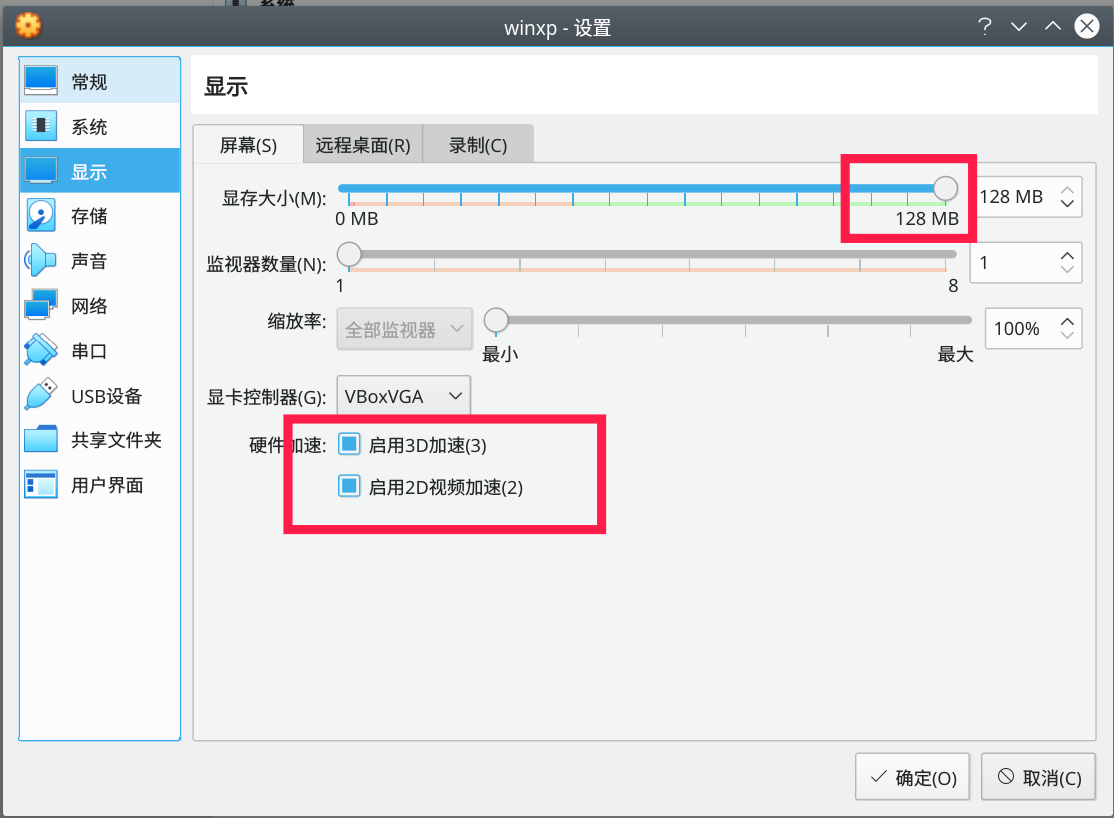 系统
winxp - 设置
常规
系统
显示
存储
声音
网络
串口
USB设备
共享文件夹
用户界面
显示
屏幕(S) 远程桌面(R) 录制(C)
显存大小(M): 128 MB
0 MB 128 MB
监视器数量(N): 1
1 8
缩放率: 全部监视器 100%
最小 最大
显卡控制器(G): VBoxVGA
硬件加速: 启用3D加速(3)
启用2D视频加速(2)
确定(O) 取消(C)